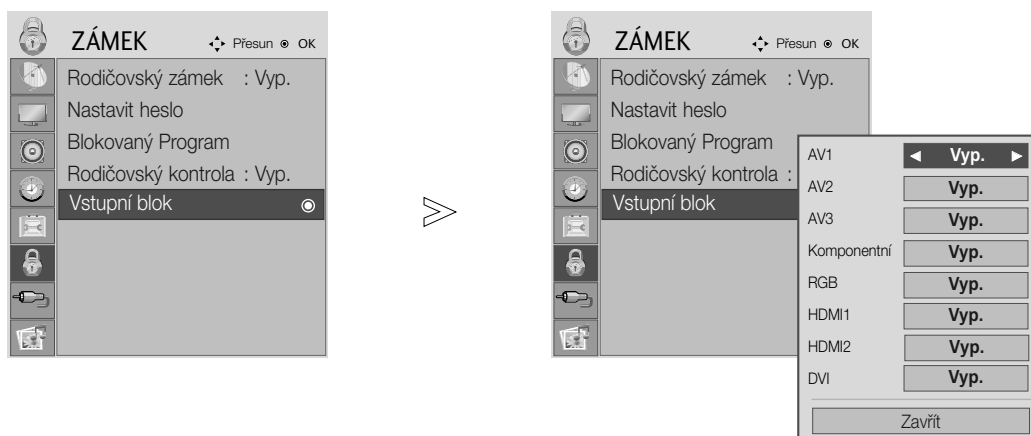 ZÁMEK Přesun OK
Rodičovský zámek : Vyp.
Nastavit heslo
Blokovaný Program
Rodičovský kontrola : Vyp.
Vstupní blok
ZÁMEK Přesun OK
Rodičovský zámek : Vyp.
Nastavit heslo
Blokovaný Program
Rodičovský kontrola :
Vstupní blok
AV1 ◄ Vyp. ►
AV2 Vyp.
AV3 Vyp.
Komponentní Vyp.
RGB Vyp.
HDMI1 Vyp.
HDMI2 Vyp.
DVI Vyp.
Zavřít